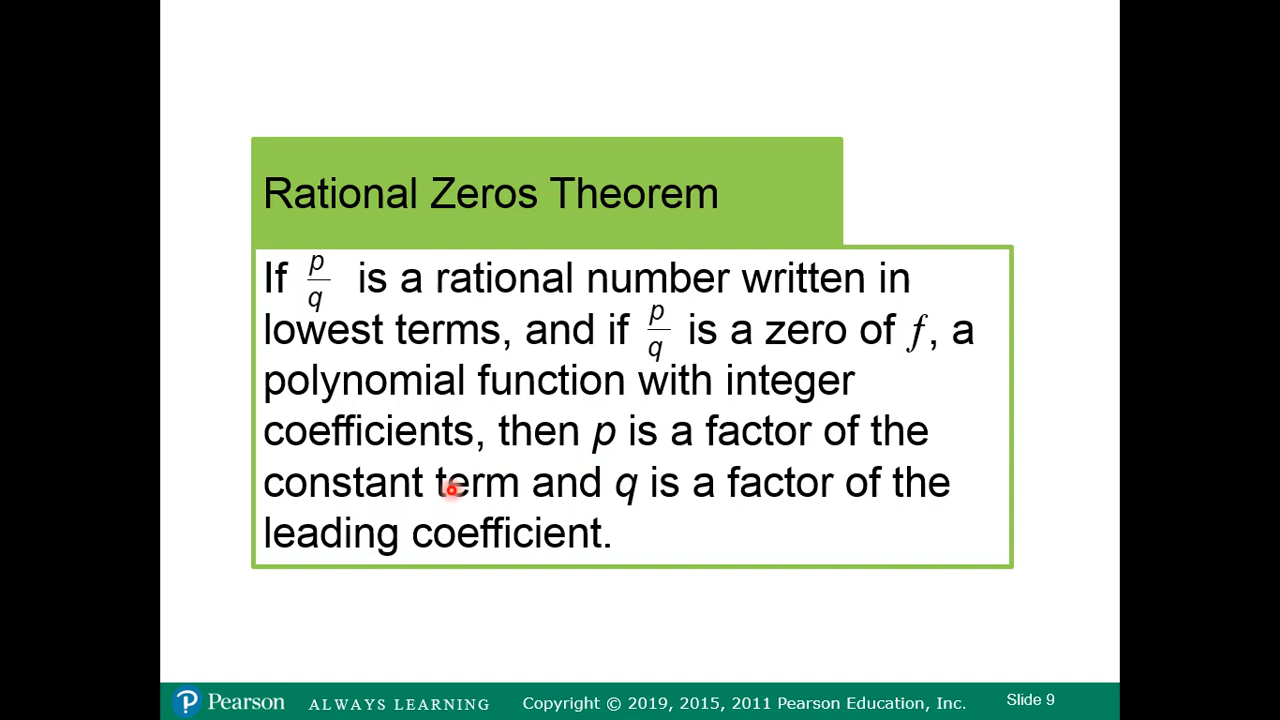 Rational Zeros Theorem
If p/q is a rational number written in
lowest terms, and if p/q is a zero of f, a
polynomial function with integer
coefficients, then p is a factor of the
constant term and q is a factor of the
leading coefficient.
Pearson ALWAYS LEARNING Copyright © 2019, 2015, 2011 Pearson Education, Inc. Slide 9